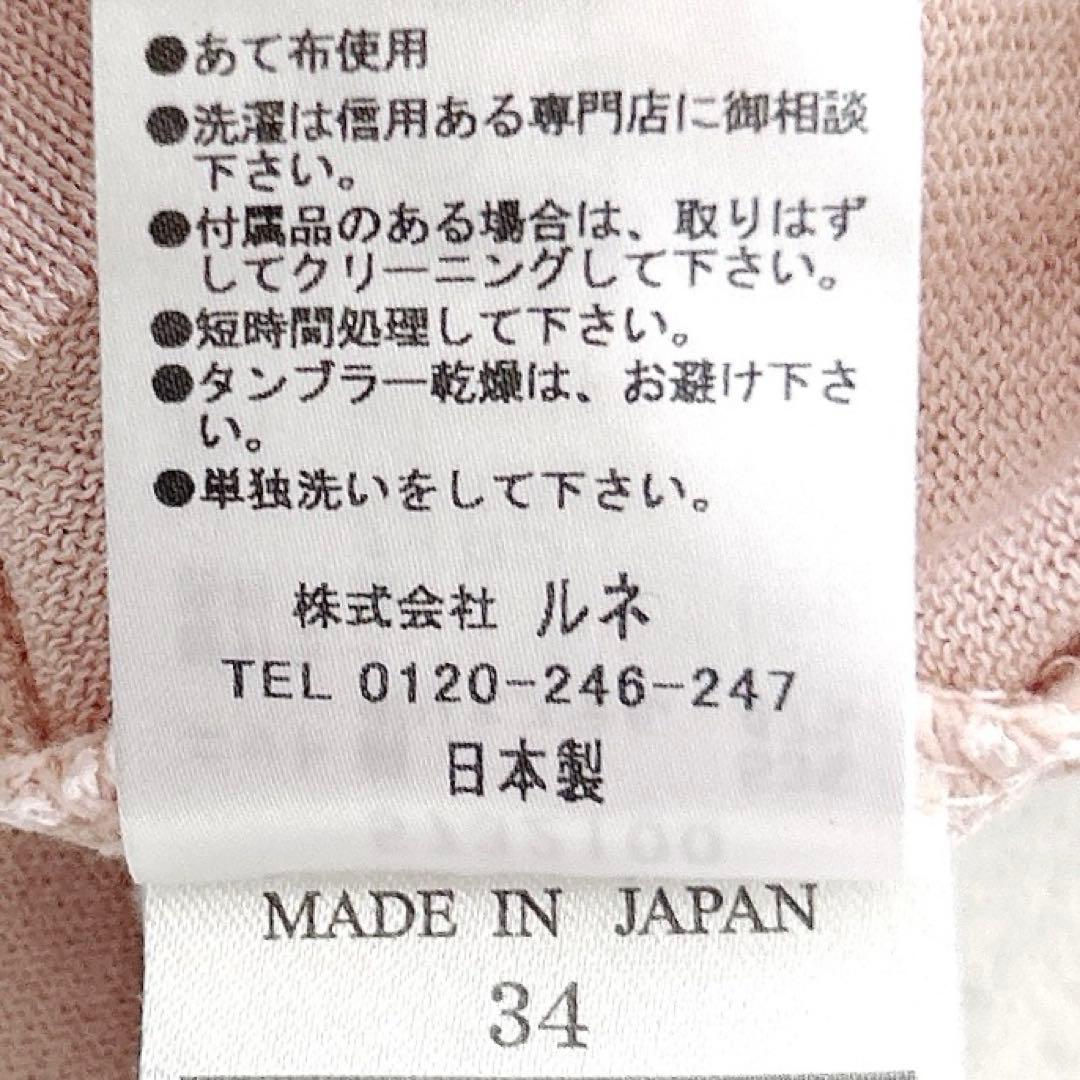 ●あて布使用
●洗濯は信用ある専門店に御相談
下さい。
●付属品のある場合は、取りはず
してクリーニングして下さい。
●短時間処理して下さい。
●タンブラー乾燥は、お避け下さ
い。
●単独洗いをして下さい。
株式会社 ルネ
TEL 0120-246-247
日本製
MADE IN JAPAN
34